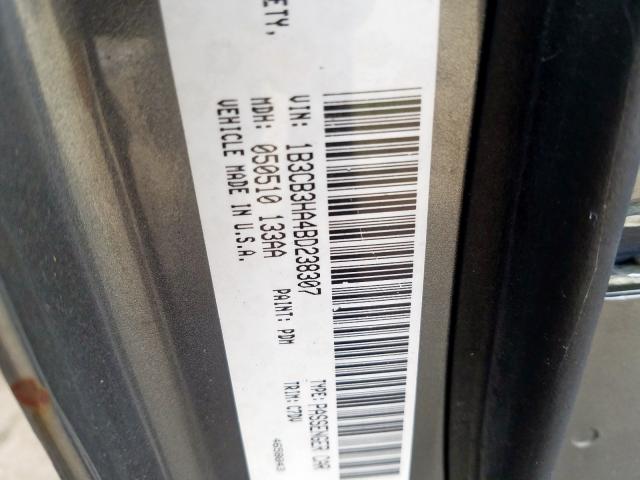 ETY,
VIN: 1B3CB3HA4BD238307 TYPE: PASSENGER CAR
MDH: 050510 133AA PAINT: PDM TRIM: C7DV
VEHICLE MADE IN U.S.A.